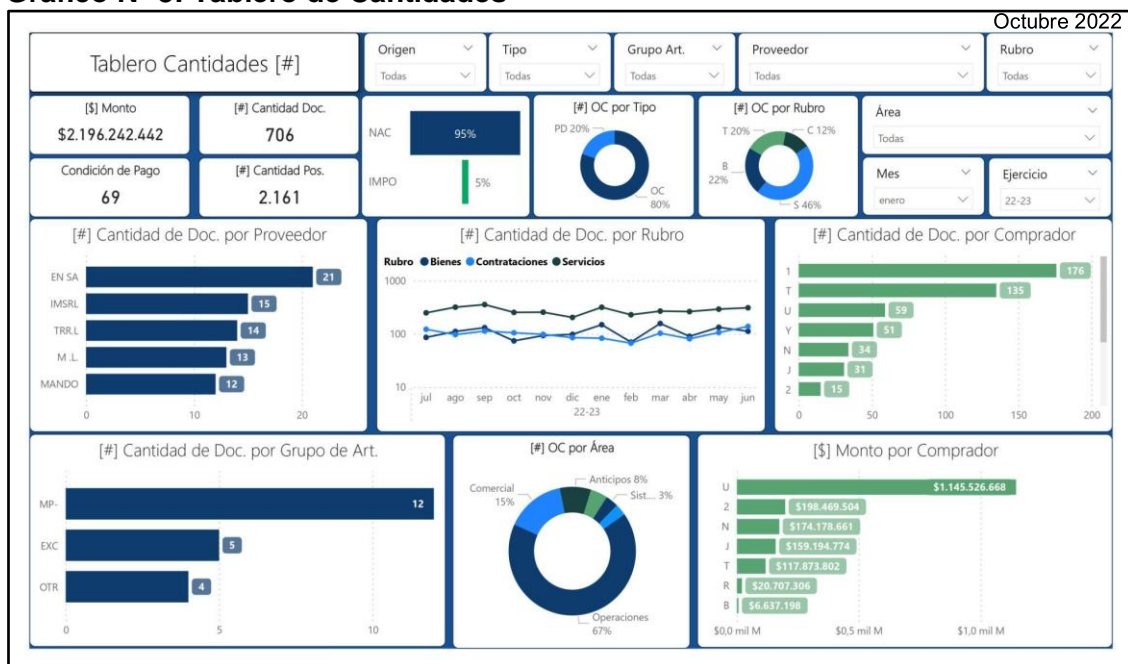 Gráfico N° 6: Tablero de Cantidades
Octubre 2022
Tablero Cantidades [#]
Origen
Todas
Tipo
Todas
Grupo Art.
Todas
Proveedor
Todas
Rubro
Todas
[$] Monto
$2.196.242.442
[#] Cantidad Doc.
706
Condición de Pago
69
[#] Cantidad Pos.
2.161
NAC
95%
IMPO
5%
[#] OC por Tipo
PD 20%
OC
80%
[#] OC por Rubro
T 20%
C 12%
B
22%
S 46%
Área
Todas
Mes
enero
Ejercicio
22-23
[#] Cantidad de Doc. por Proveedor
EN SA
21
IMSRL
15
TRR.L
14
M .L.
13
MANDO
12
0
10
20
[#] Cantidad de Doc. por Rubro
Rubro Bienes Contrataciones Servicios
1000
100
10
jul ago sep oct nov dic ene feb mar abr may jun
22-23
[#] Cantidad de Doc. por Comprador
1
176
T
135
U
59
Y
51
N
34
J
31
2
15
0
50
100
150
200
[#] Cantidad de Doc. por Grupo de Art.
MP-
12
EXC
5
OTR
4
0
5
10
[#] OC por Área
Anticipos 8%
Comercial
15%
Sist.... 3%
Operaciones
67%
[$] Monto por Comprador
U
$1.145.526.668
2
$198.469.504
N
$174.178.661
J
$159.194.774
T
$117.873.802
R
$20.707.306
B
$6.637.198
$0,0 mil M
$0,5 mil M
$1,0 mil M